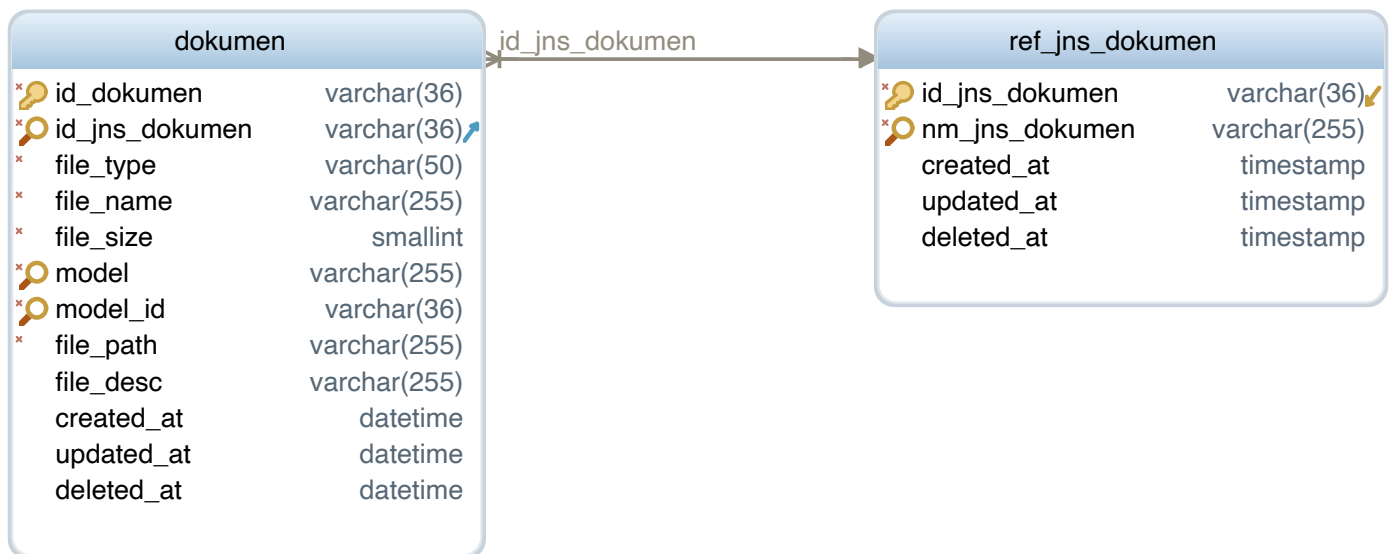 dokumen
id_dokumen varchar(36)
id_jns_dokumen varchar(36)
file_type varchar(50)
file_name varchar(255)
file_size smallint
model varchar(255)
model_id varchar(36)
file_path varchar(255)
file_desc varchar(255)
created_at datetime
updated_at datetime
deleted_at datetime
id_jns_dokumen
ref_jns_dokumen
id_jns_dokumen varchar(36)
nm_jns_dokumen varchar(255)
created_at timestamp
updated_at timestamp
deleted_at timestamp